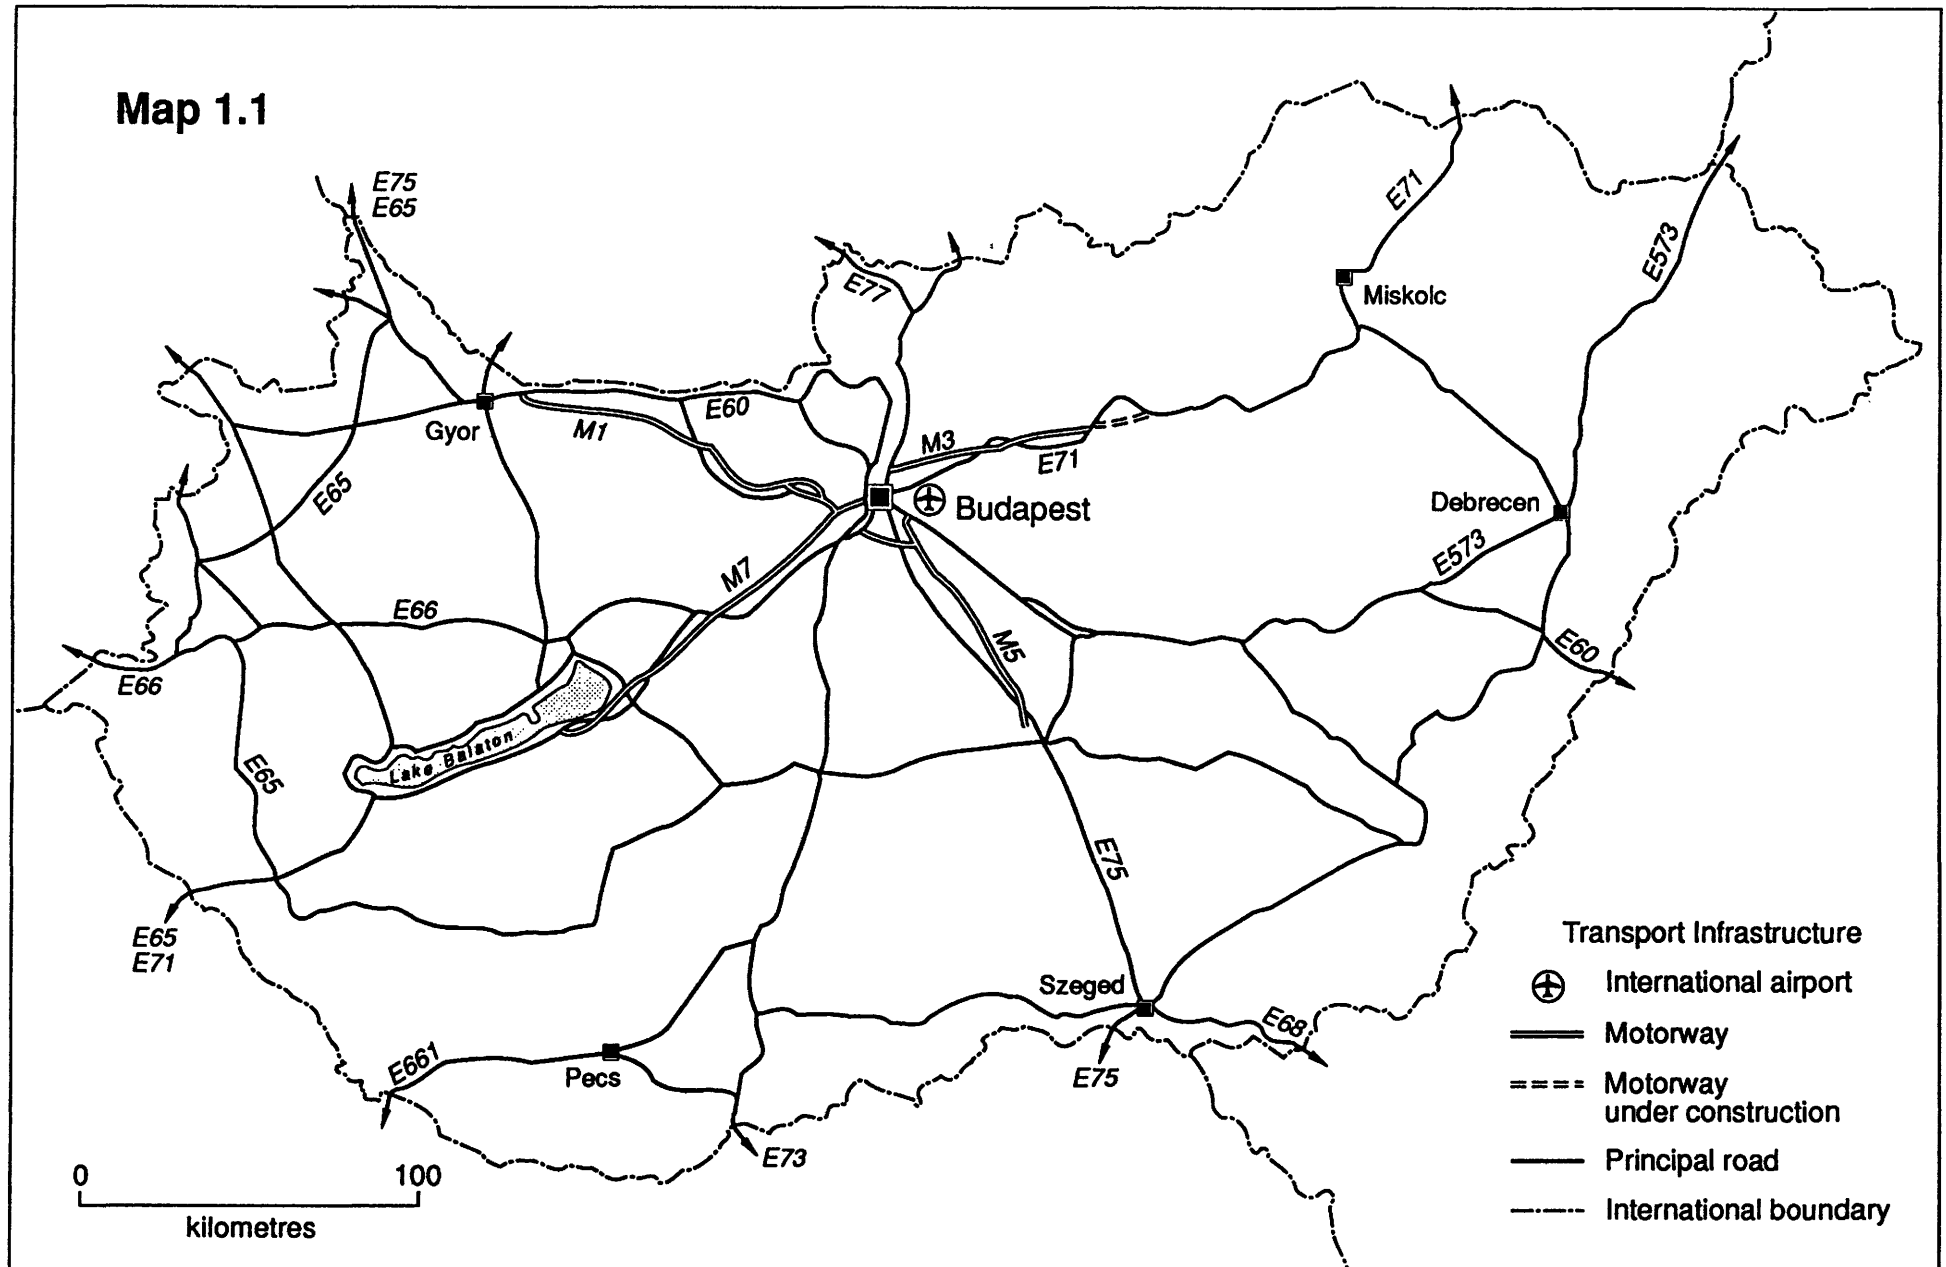 Map 1.1
E75
E65
E77
E71
E573
Miskolc
E60
M1
Gyor
M3
E71
E65
Budapest
Debrecen
E573
M7
E66
M5
E60
E66
Lake Balaton
E65
E75
E65
E71
Szeged
E68
E661
Pecs
E75
E73
0 100
kilometres
Transport Infrastructure
International airport
Motorway
Motorway
under construction
Principal road
International boundary